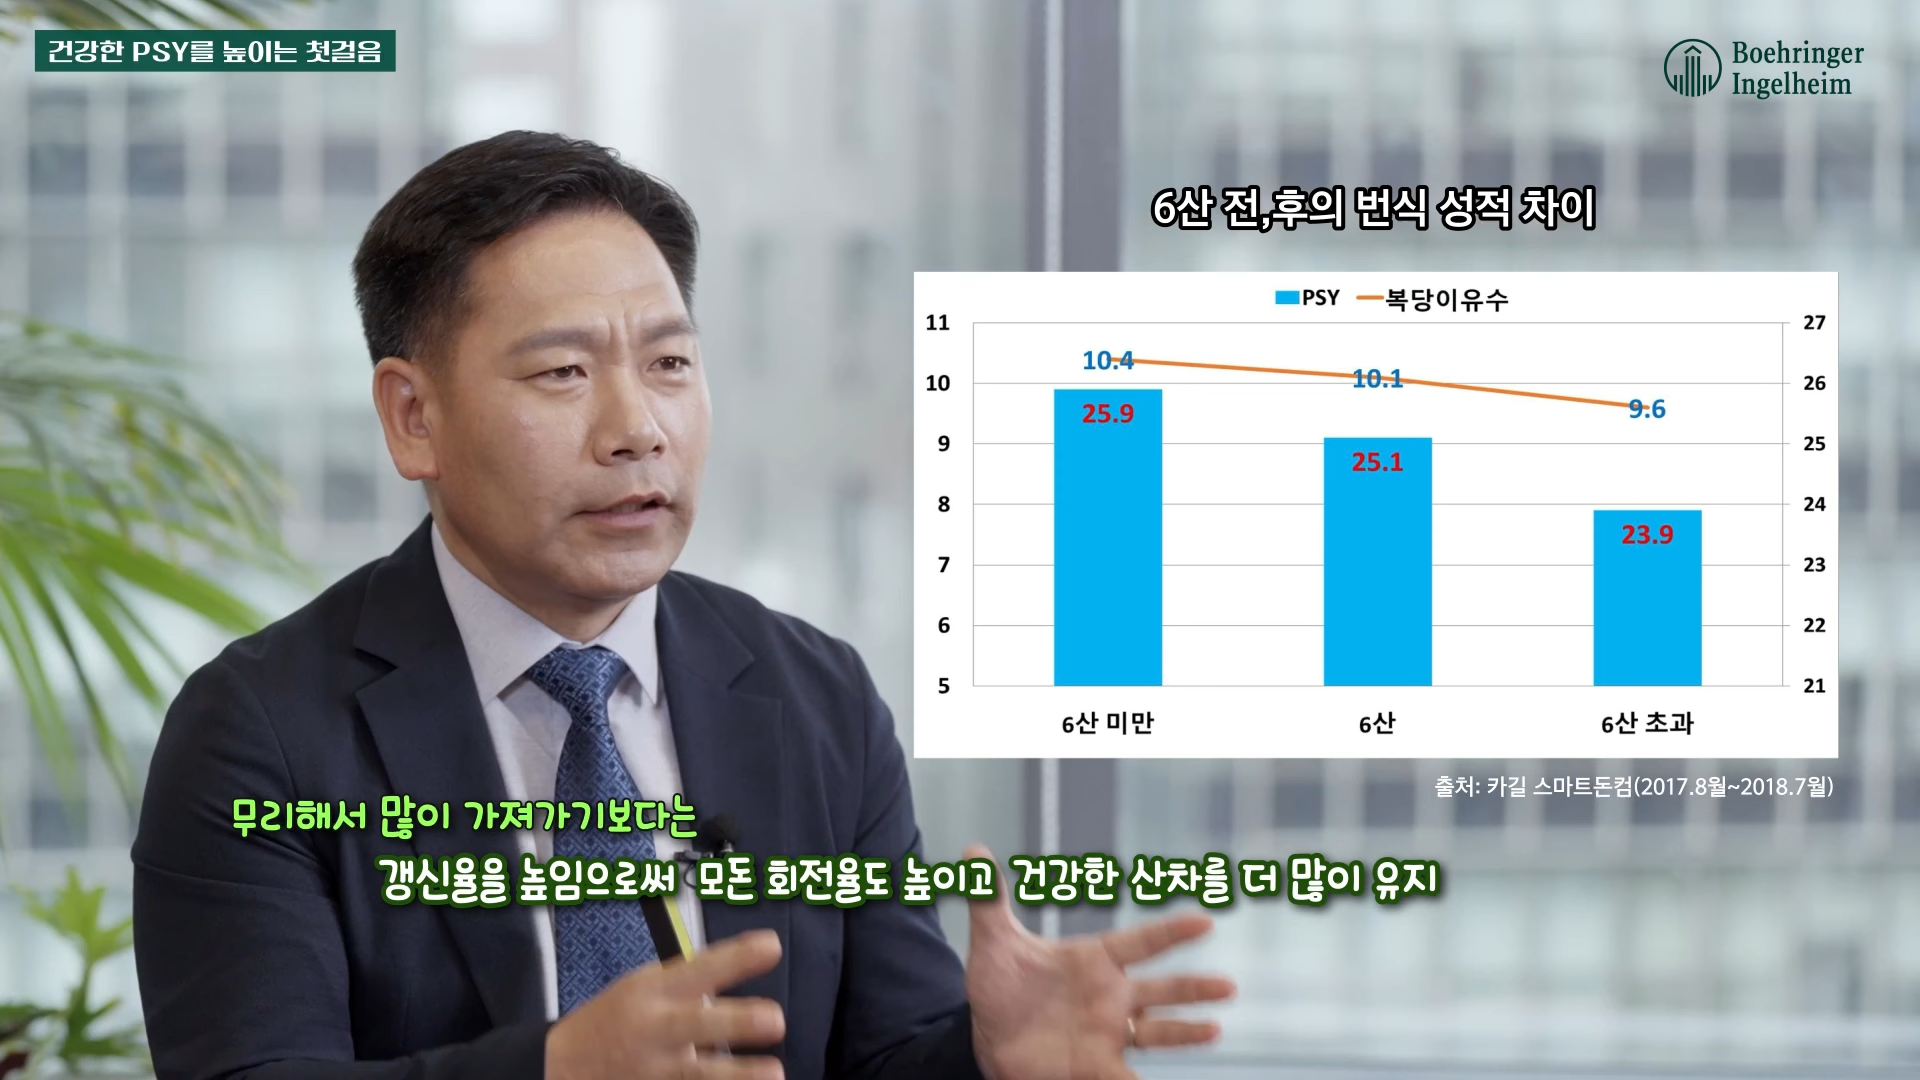 건강한 PSY를 높이는 첫걸음
Boehringer
Ingelheim
6산 전,후의 번식 성적 차이
PSY 복당이유수
11 27
10.4
10 10.1 26
25.9 9.6
9 25
25.1
8 24
23.9
7 23
6 22
5 21
6산 미만 6산 6산 초과
출처: 카길 스마트돈컴(2017.8월~2018.7월)
무리해서 많이 가져가기보다는
갱신율을 높임으로써 모돈 회전율도 높이고 건강한 산차를 더 많이 유지